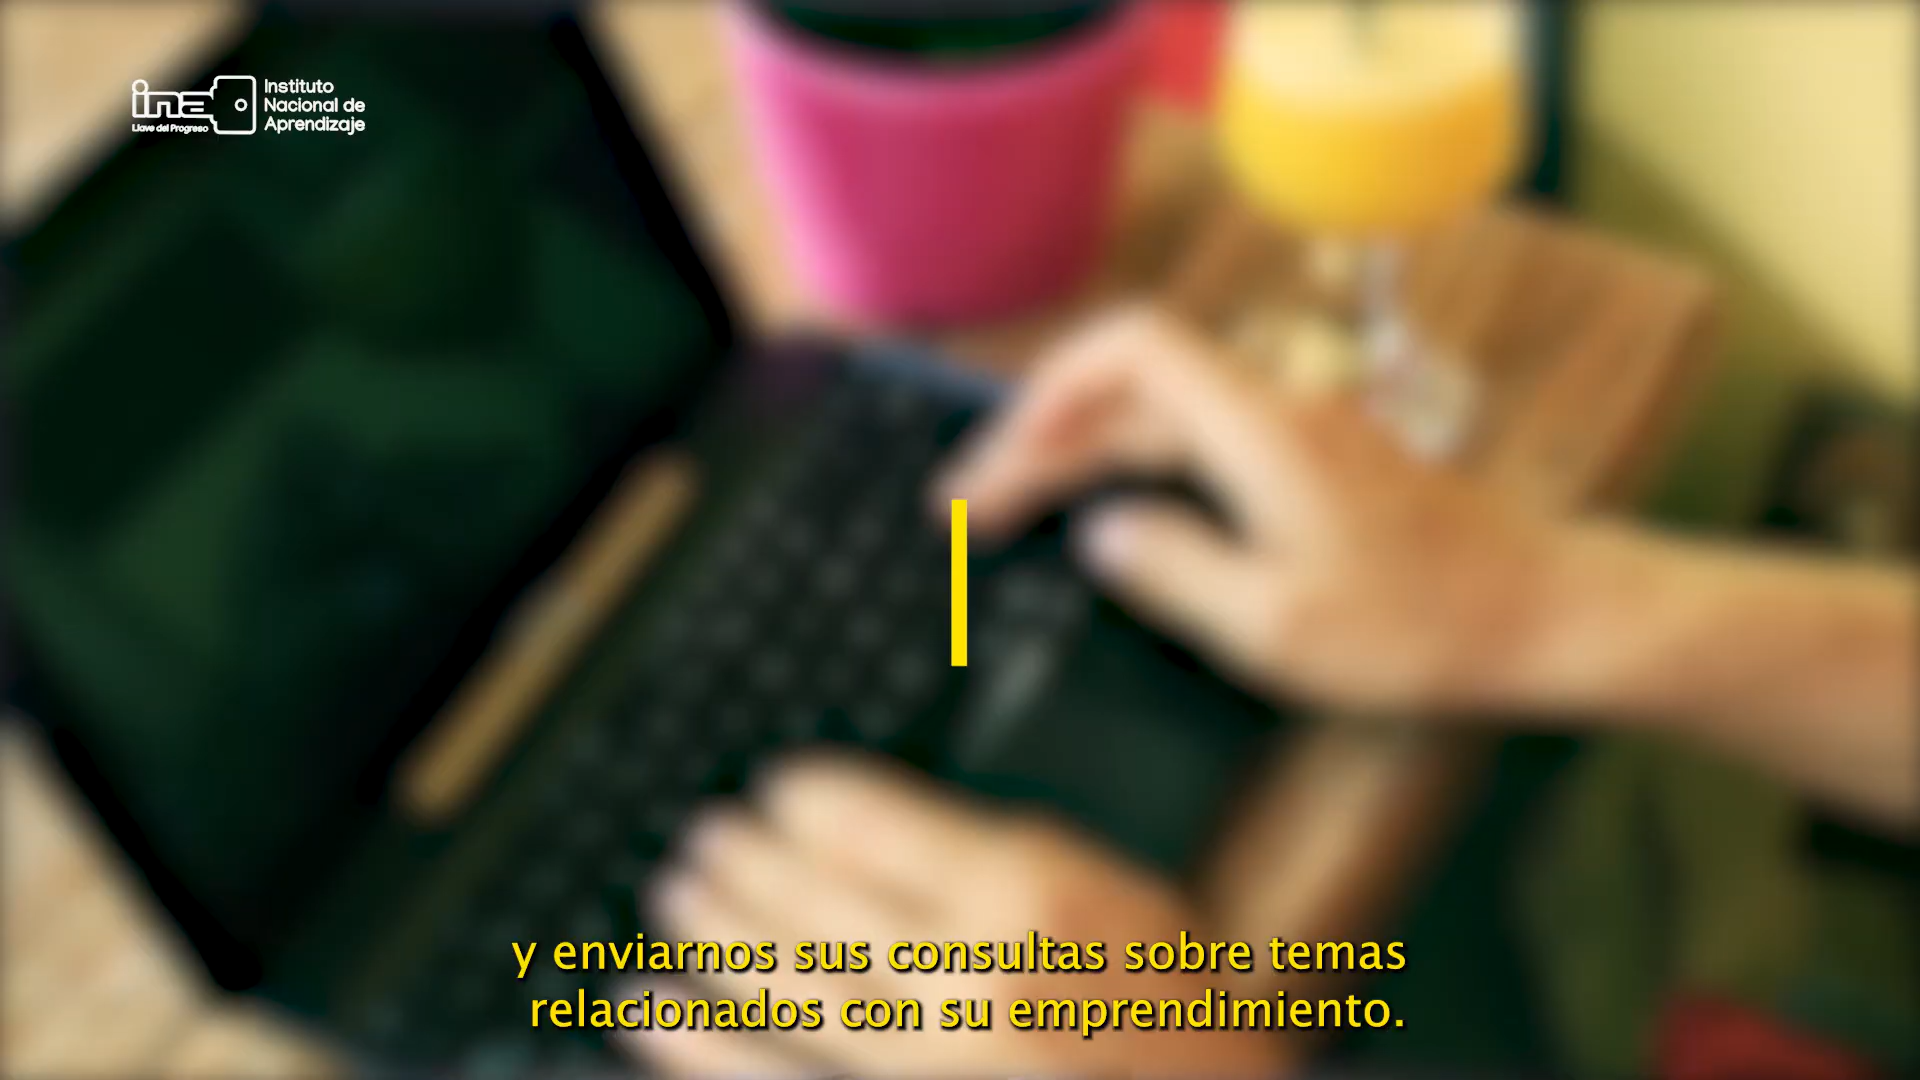 ina
Llave del Progreso
Instituto
Nacional de
Aprendizaje
y enviarnos sus consultas sobre temas
relacionados con su emprendimiento.